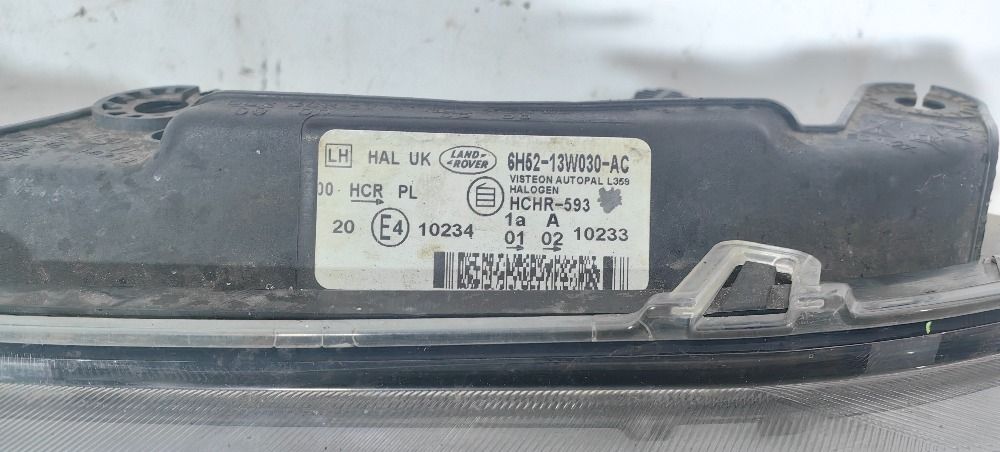 LH HAL UK LAND-ROVER 6H52-13W030-AC
VISTEON AUTOPAL L359
00 HCR PL HALOGEN
HCHR-593
1a A
20 E4 10234 01 02 10233